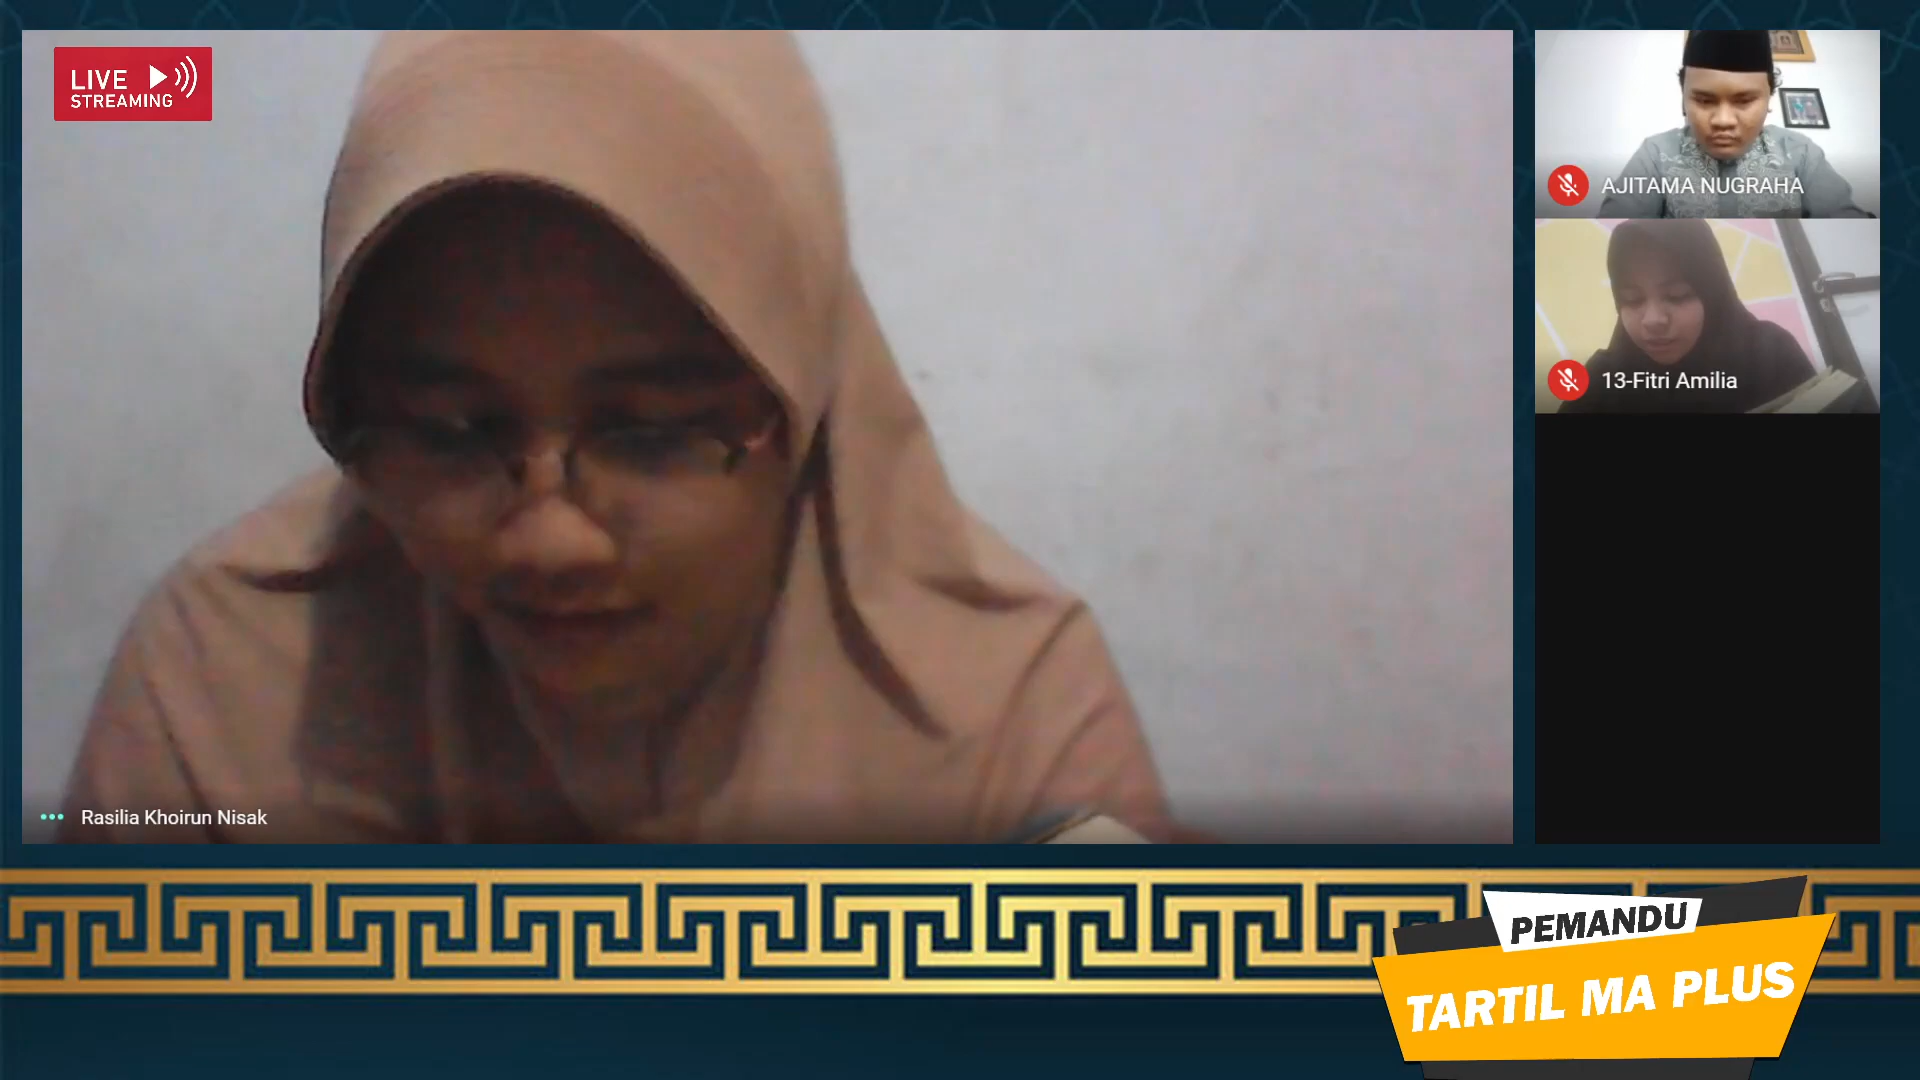 LIVE
STREAMING
AJITAMA NUGRAHA
13-Fitri Amilia
Rasilia Khoirun Nisak
PEMANDU
TARTIL MA PLUS